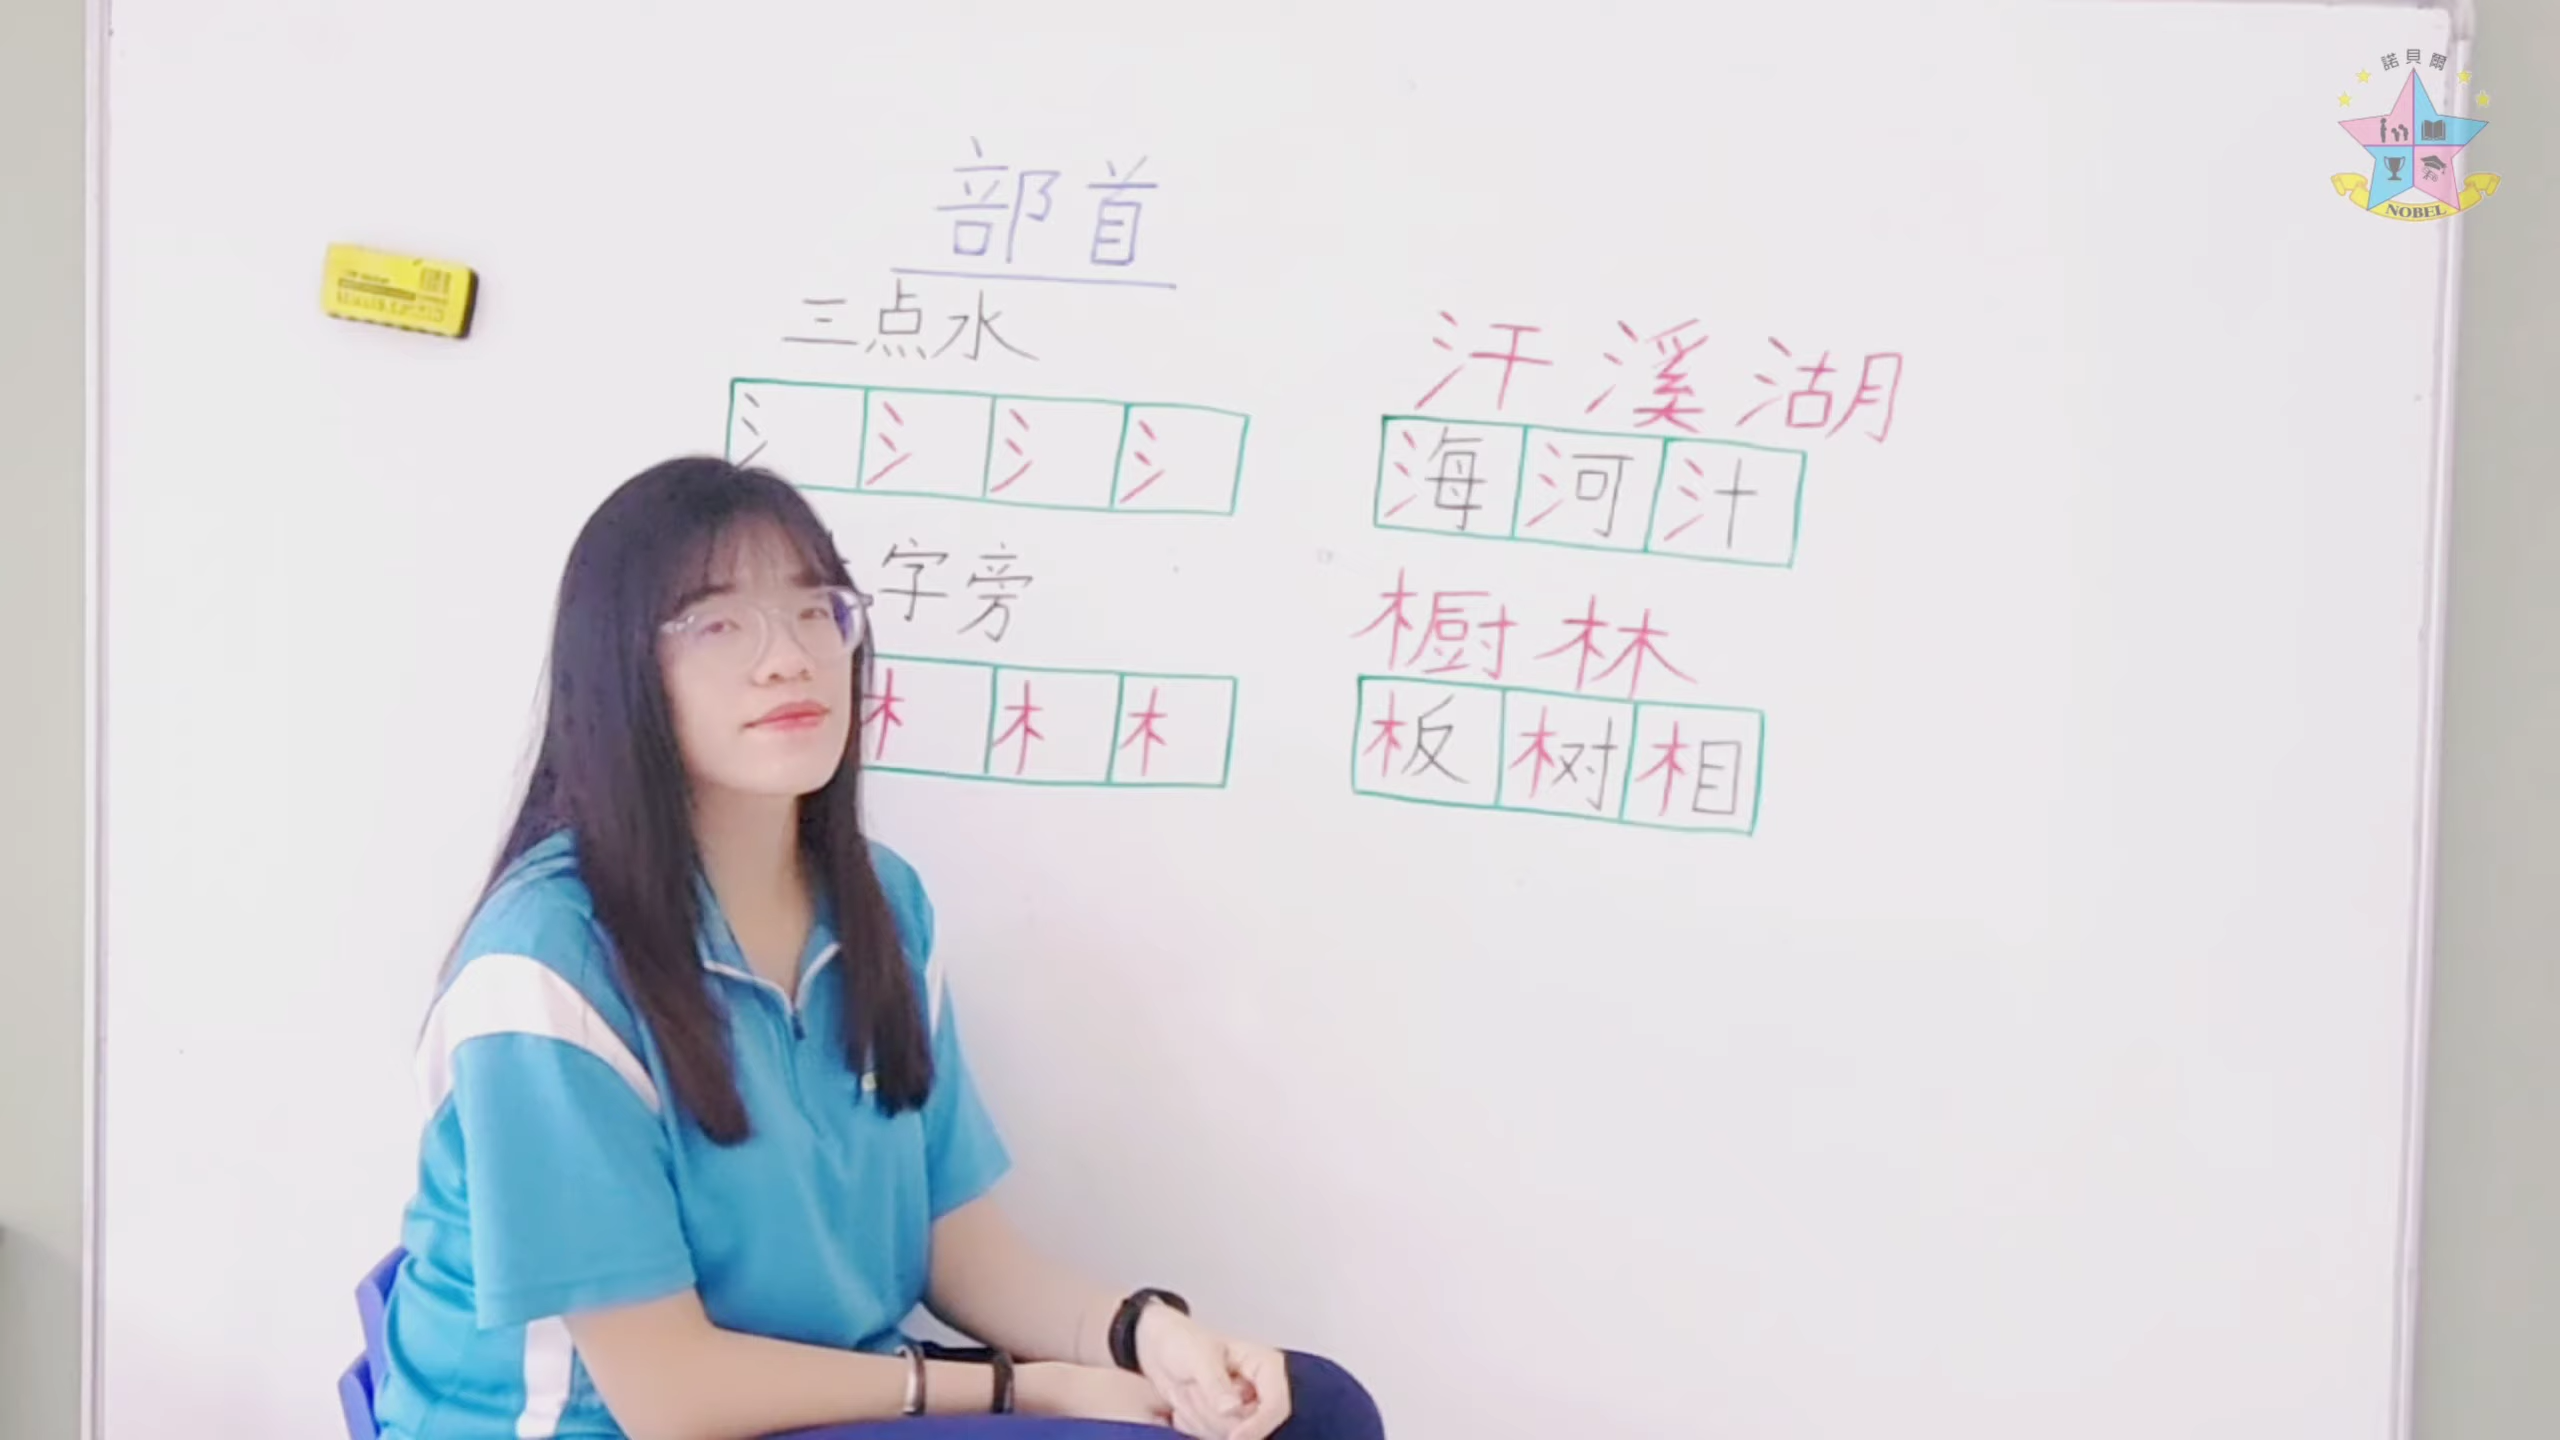 諾貝爾
NOBEL
部首
三点水
氵 氵 氵 氵
汗 溪 湖
海 河 汁
字旁
木 木 木
橱 林
板 树 相